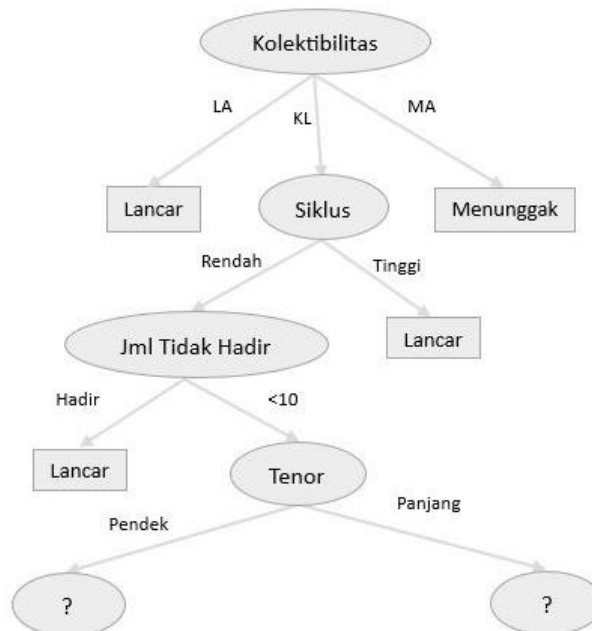 Kolektibilitas
LA
KL
MA
Lancar
Siklus
Menunggak
Rendah
Tinggi
Jml Tidak Hadir
Lancar
Hadir
<10
Lancar
Tenor
Pendek
Panjang
?
?